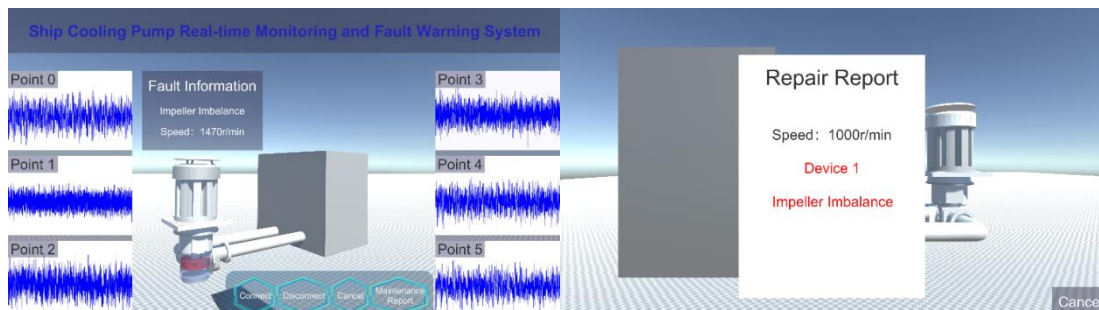 Ship Cooling Pump Real-time Monitoring and Fault Warning System
Point 0
Fault Information
Impeller Imbalance
Speed: 1470r/min
Point 1
Point 2
Point 3
Point 4
Point 5
Connect
Disconnect
Cancel
Maintenance
Report
Repair Report
Speed: 1000r/min
Device 1
Impeller Imbalance
Cancel